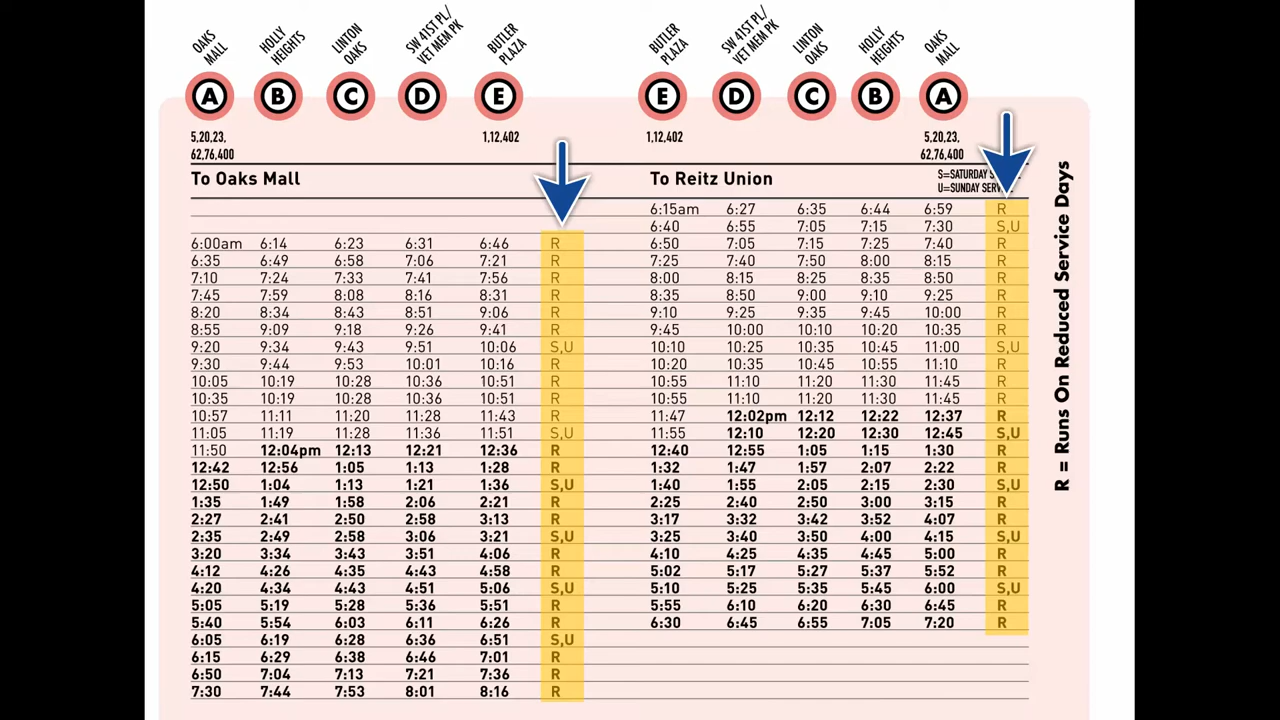 OAKS MALL HOLLY HEIGHTS LINTON OAKS SW 41ST PL/ VET MEM PK BUTLER PLAZA BUTLER PLAZA SW 41ST PL/ VET MEM PK LINTON OAKS HOLLY HEIGHTS OAKS MALL
A B C D E E D C B A
5,20,23, 1,12,402 1,12,402 5,20,23,
62,76,400 62,76,400
To Oaks Mall To Reitz Union S=SATURDAY S
U=SUNDAY SERV
6:15am 6:27 6:35 6:44 6:59 R
6:40 6:55 7:05 7:15 7:30 S,U
6:00am 6:14 6:23 6:31 6:46 R 6:50 7:05 7:15 7:25 7:40 R
6:35 6:49 6:58 7:06 7:21 R 7:25 7:40 7:50 8:00 8:15 R
7:10 7:24 7:33 7:41 7:56 R 8:00 8:15 8:25 8:35 8:50 R
7:45 7:59 8:08 8:16 8:31 R 8:35 8:50 9:00 9:10 9:25 R
8:20 8:34 8:43 8:51 9:06 R 9:10 9:25 9:35 9:45 10:00 R
8:55 9:09 9:18 9:26 9:41 R 9:45 10:00 10:10 10:20 10:35 R
9:20 9:34 9:43 9:51 10:06 S,U 10:10 10:25 10:35 10:45 11:00 S,U
9:30 9:44 9:53 10:01 10:16 R 10:20 10:35 10:45 10:55 11:10 R
10:05 10:19 10:28 10:36 10:51 R 10:55 11:10 11:20 11:30 11:45 R
10:35 10:19 10:28 10:36 10:51 R 10:55 11:10 11:20 11:30 11:45 R
10:57 11:11 11:20 11:28 11:43 R 11:47 12:02pm 12:12 12:22 12:37 R
11:05 11:19 11:28 11:36 11:51 S,U 11:55 12:10 12:20 12:30 12:45 S,U
11:50 12:04pm 12:13 12:21 12:36 R 12:40 12:55 1:05 1:15 1:30 R
12:42 12:56 1:05 1:13 1:28 R 1:32 1:47 1:57 2:07 2:22 R
12:50 1:04 1:13 1:21 1:36 S,U 1:40 1:55 2:05 2:15 2:30 S,U
1:35 1:49 1:58 2:06 2:21 R 2:25 2:40 2:50 3:00 3:15 R
2:27 2:41 2:50 2:58 3:13 R 3:17 3:32 3:42 3:52 4:07 R
2:35 2:49 2:58 3:06 3:21 S,U 3:25 3:40 3:50 4:00 4:15 S,U
3:20 3:34 3:43 3:51 4:06 R 4:10 4:25 4:35 4:45 5:00 R
4:12 4:26 4:35 4:43 4:58 R 5:02 5:17 5:27 5:37 5:52 R
4:20 4:34 4:43 4:51 5:06 S,U 5:10 5:25 5:35 5:45 6:00 S,U
5:05 5:19 5:28 5:36 5:51 R 5:55 6:10 6:20 6:30 6:45 R
5:40 5:54 6:03 6:11 6:26 R 6:30 6:45 6:55 7:05 7:20 R
6:05 6:19 6:28 6:36 6:51 S,U
6:15 6:29 6:38 6:46 7:01 R
6:50 7:04 7:13 7:21 7:36 R
7:30 7:44 7:53 8:01 8:16 R
R = Runs On Reduced Service Days